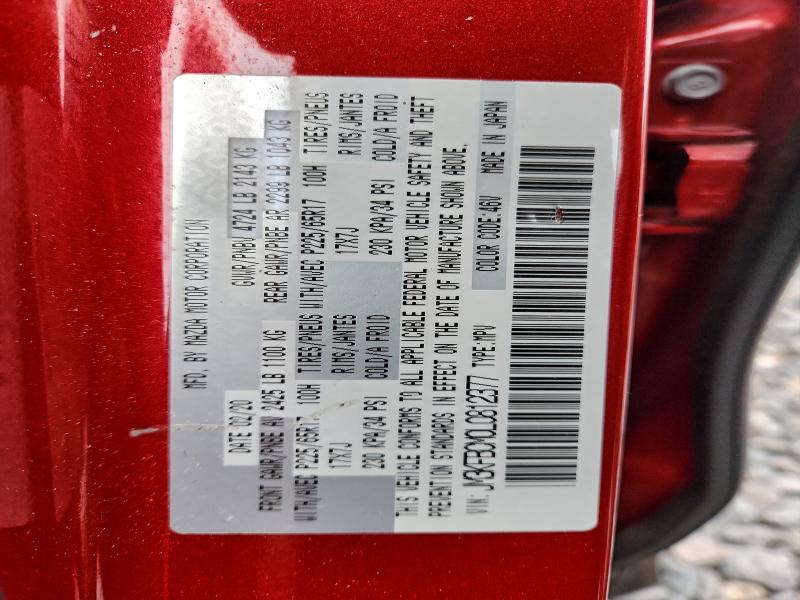 MFD. BY MAZDA MOTOR CORPORATION
DATE 02/20 GVWR/PNBV 4724 LB 2143 KG
FRONT GAWR/PNBE AV 2425 LB 1100 KG REAR GAWR/PNBE AR 2299 LB 1043 KG
WITH/AVEC P225/65R17 100H TIRES/PNEUS WITH/AVEC P225/65R17 100H TIRES/PNEUS
17X7J RIMS/JANTES 17X7J RIMS/JANTES
230 KPA/34 PSI COLD/A FROID 230 KPA/34 PSI COLD/A FROID
THIS VEHICLE CONFORMS TO ALL APPLICABLE FEDERAL MOTOR VEHICLE SAFETY AND THEFT
PREVENTION STANDARDS IN EFFECT ON THE DATE OF MANUFACTURE SHOWN ABOVE.
VIN: JM3KFBCMXL0812377 TYPE:MPV COLOR CODE:46V MADE IN JAPAN